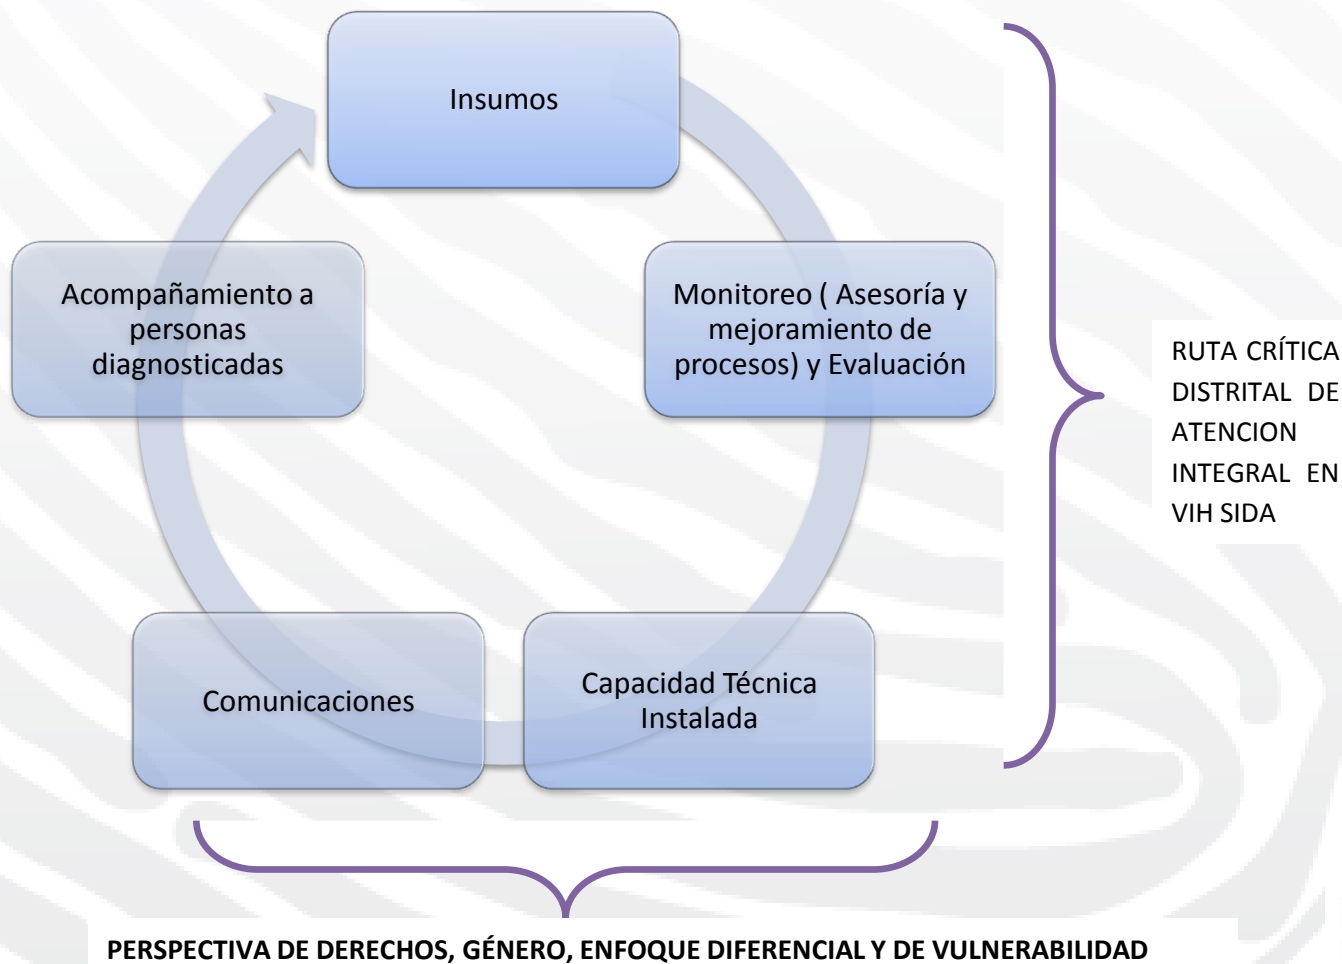 Insumos
Monitoreo ( Asesoría y
mejoramiento de
procesos) y Evaluación
Capacidad Técnica
Instalada
Comunicaciones
Acompañamiento a
personas
diagnosticadas
RUTA CRÍTICA
DISTRITAL DE
ATENCION
INTEGRAL EN
VIH SIDA
PERSPECTIVA DE DERECHOS, GÉNERO, ENFOQUE DIFERENCIAL Y DE VULNERABILIDAD